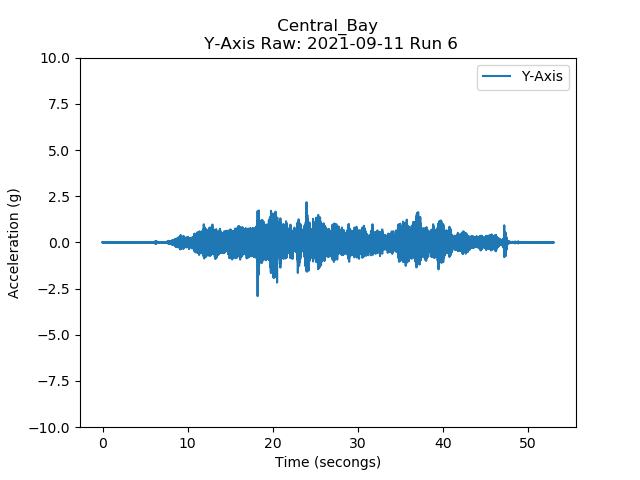 Central_Bay
Y-Axis Raw: 2021-09-11 Run 6
Y-Axis
10.0
7.5
5.0
2.5
0.0
−2.5
−5.0
−7.5
−10.0
Acceleration (g)
0 10 20 30 40 50
Time (secongs)